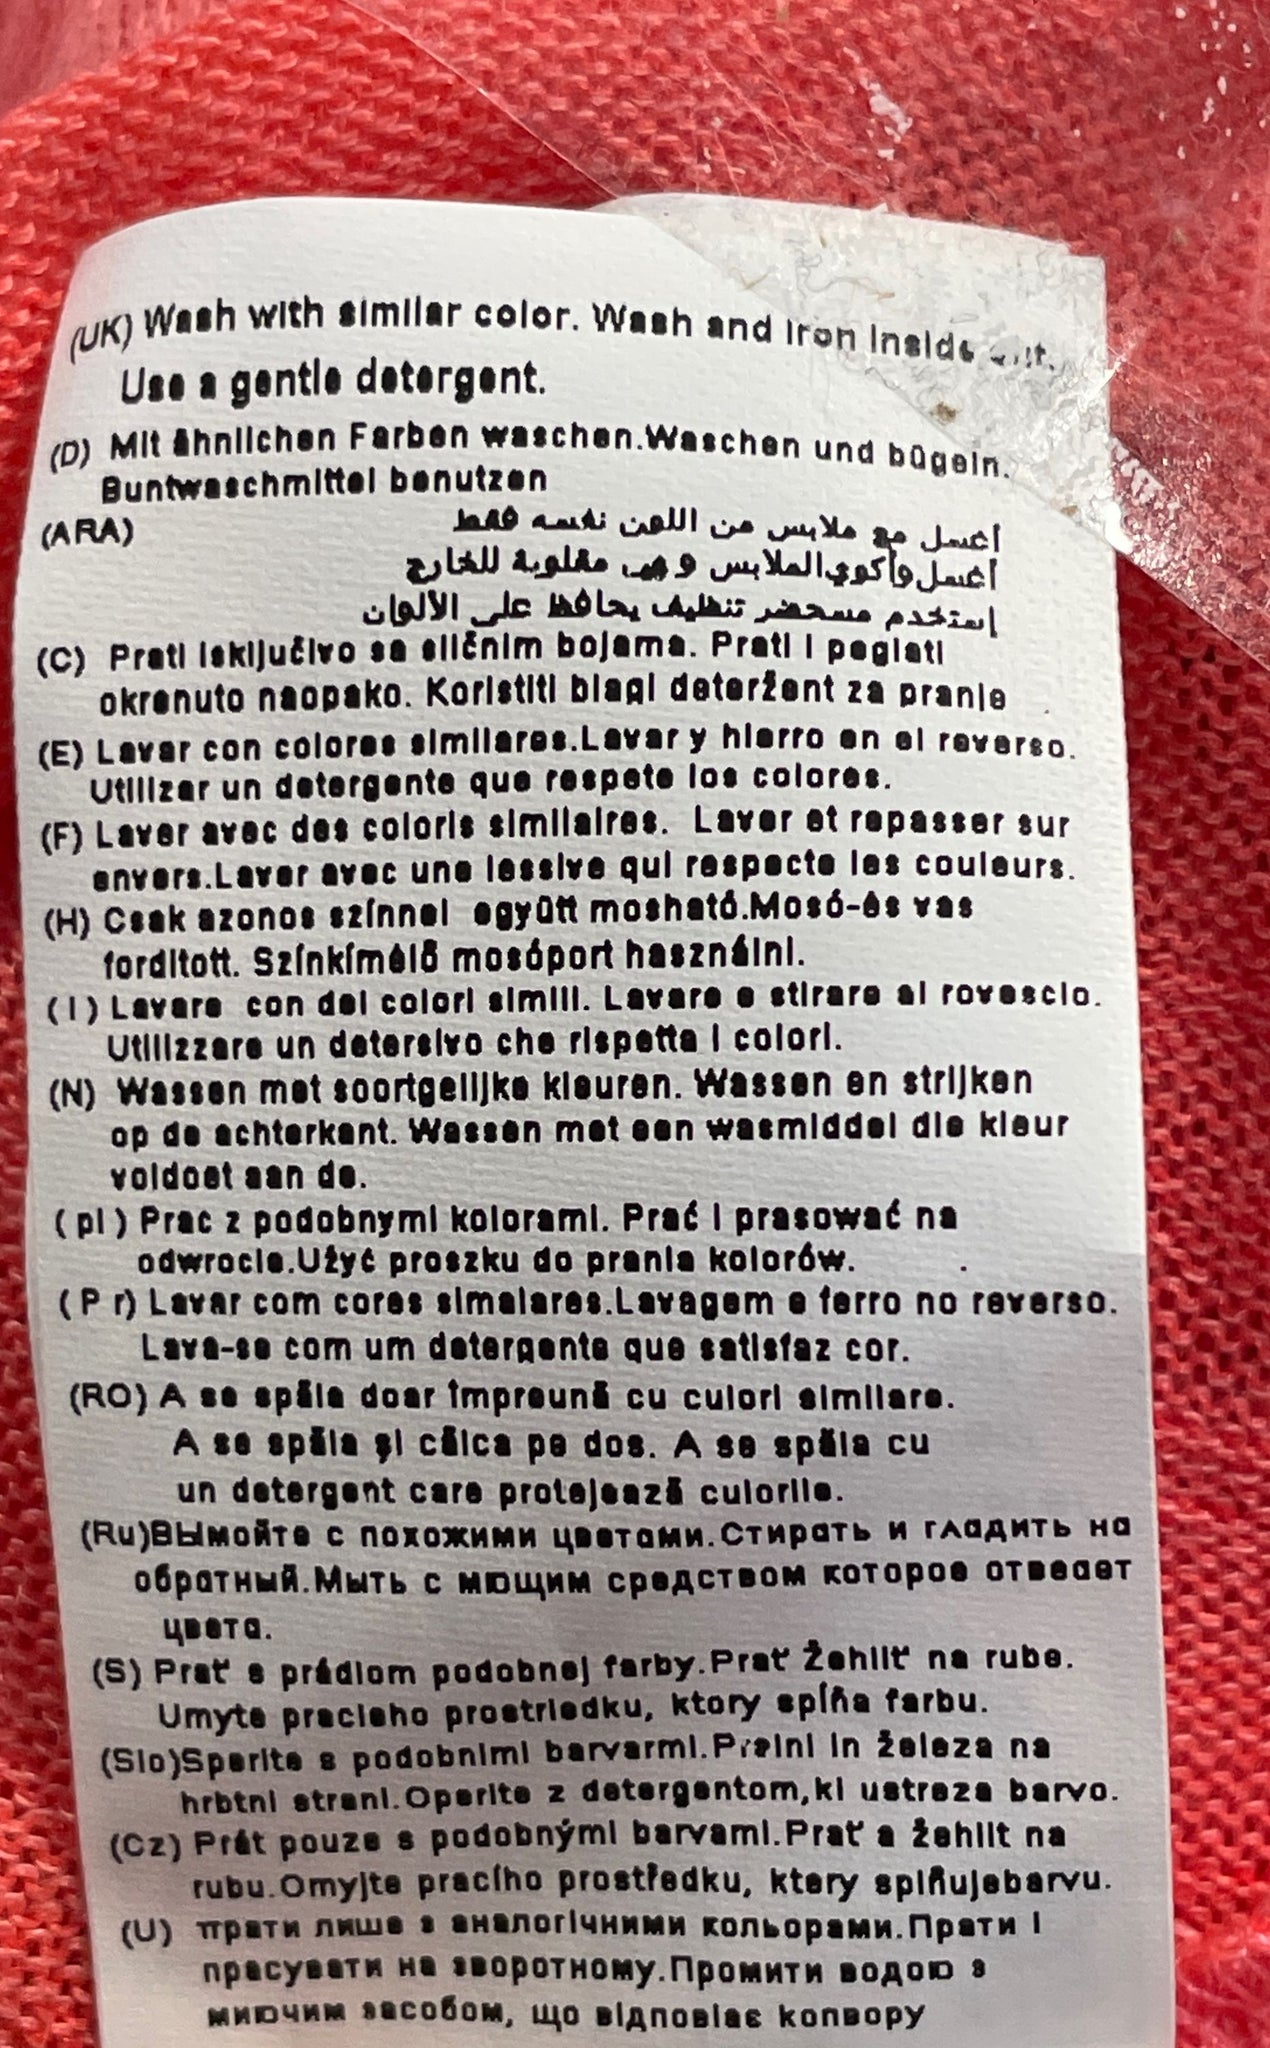 (UK) Wash with similar color. Wash and iron inside out.
Use a gentle detergent.
(D) Mit ähnlichen Farben waschen.Waschen und bügeln.
Buntwaschmittel benutzen
(ARA) أغسل مع ملابس من اللون نفسه فقط
أغسل وأكوي الملابس وهي مقلوبة للخارج
إستخدم مسحضر تنظيف يحافظ على الألوان
(C) Prati isključivo sa sličnim bojama. Prati i peglati
okrenuto naopako. Koristiti blagi deteržent za pranje
(E) Lavar con colores similares.Lavar y hierro en el reverso.
Utilizar un detergente que respete los colores.
(F) Laver avec des coloris similaires. Laver et repasser sur
envers.Laver avec une lessive qui respecte les couleurs.
(H) Csak azonos színnel együtt mosható.Mosó-és vas
fordított. Színkímélő mosóport használni.
(I) Lavare con dei colori simili. Lavare e stirare al rovescio.
Utilizzare un detersivo che rispetta i colori.
(N) Wassen met soortgelijke kleuren. Wassen en strijken
op de achterkant. Wassen met een wasmiddel die kleur
voldoet aan de.
(pl) Prac z podobnymi kolorami. Prać i prasować na
odwrocie.Użyć proszku do prania kolorów.
(P r) Lavar com cores simalares.Lavagem e ferro no reverso.
Lava-se com um detergente que satisfaz cor.
(RO) A se spăla doar împreună cu culori similare.
A se spăla și călca pe dos. A se spăla cu
un detergent care protejează culorile.
(Ru)ВЫмойте с похожими цветами.Стирать и гладить на
обратный.Мыть с мющим средством которое отвеает
цвета.
(S) Prať s prádlom podobnej farby.Prať Žehliť na rube.
Umyte pracieho prostriedku, ktory spĺňa farbu.
(Slo)Sperite s podobnimi barvarmi.Pralni in železa na
hrbtni strani.Operite z detergentom,ki ustreza barvo.
(Cz) Prát pouze s podobnými barvami.Prať a žehlit na
rubu.Omyjte pracího prostředku, ktery splňujebarvu.
(U) прати лише з аналогічними кольорами.Прати і
прасувати на зворотному.Промити водою з
миючим засобом, що відповіає копвору